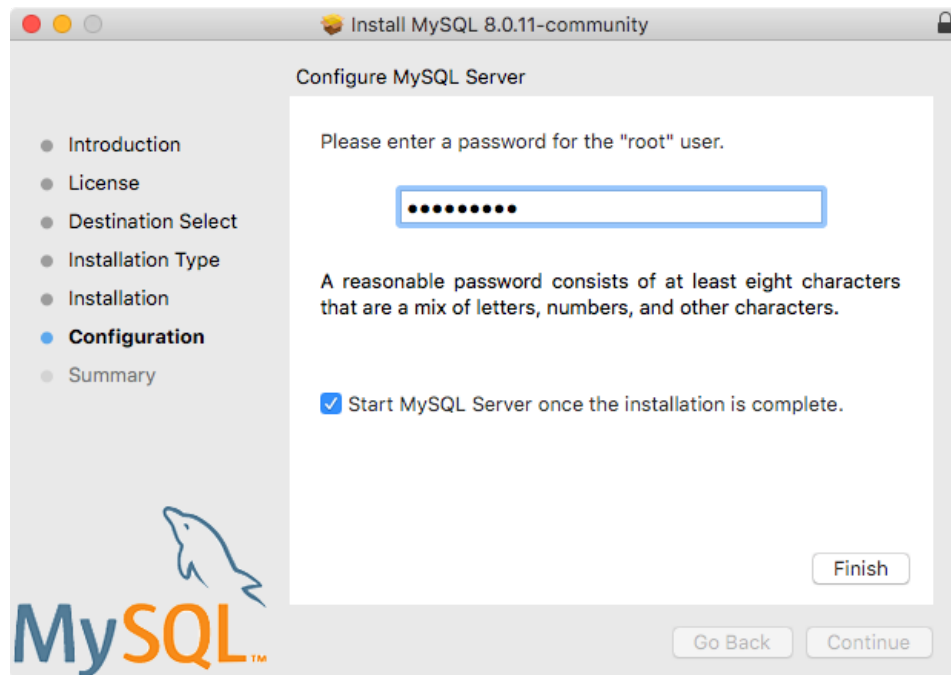 Install MySQL 8.0.11-community
Configure MySQL Server
Introduction
License
Destination Select
Installation Type
Installation
Configuration
Summary
Please enter a password for the "root" user.
•••••••••
A reasonable password consists of at least eight characters
that are a mix of letters, numbers, and other characters.
Start MySQL Server once the installation is complete.
Finish
MySQL™
Go Back
Continue